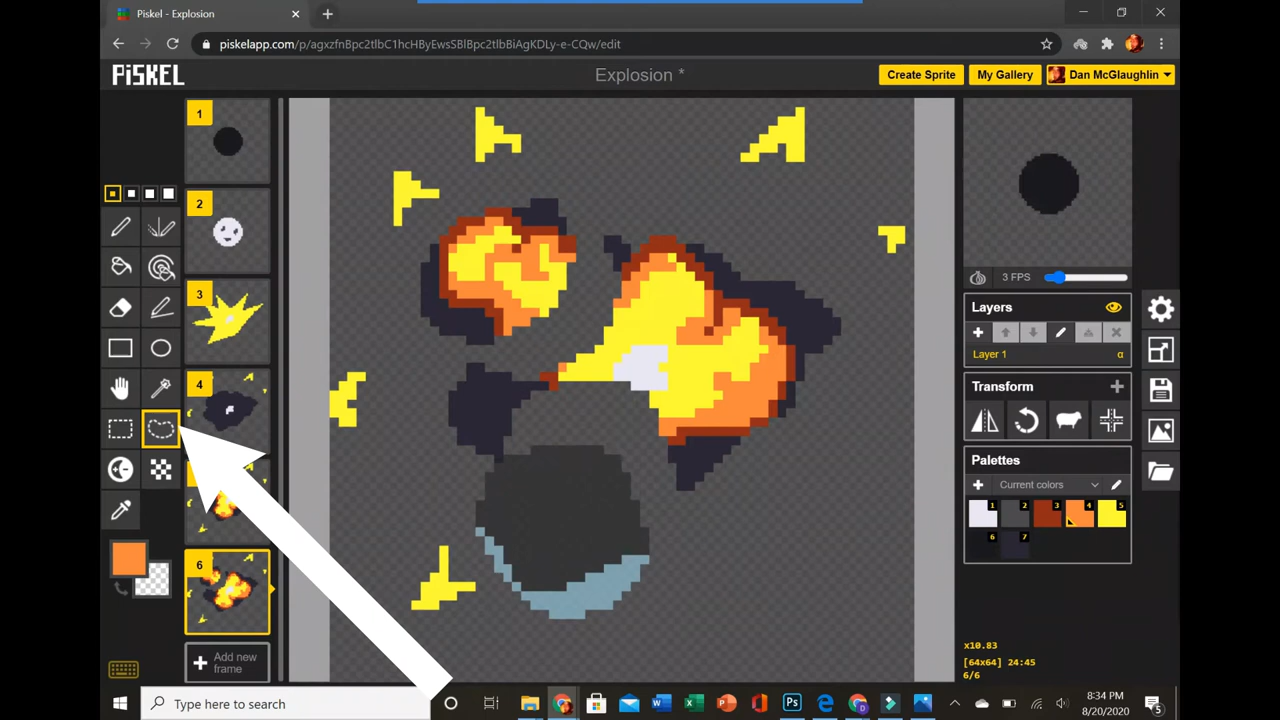 Piskel - Explosion
piskelapp.com/p/agxzfnBpc2tlbC1hcHByEwsSBlBpc2tlbBiAgKDLy-e-CQw/edit
PiSKEL
Explosion *
Create Sprite
My Gallery
Dan McGlaughlin
1
2
3
4
6
Add new
frame
3 FPS
Layers
Layer 1
α
Transform
Palettes
Current colors
1
2
3
4
5
6
7
x10.83
[64x64] 24:45
6/6
Type here to search
8:34 PM
8/20/2020
5